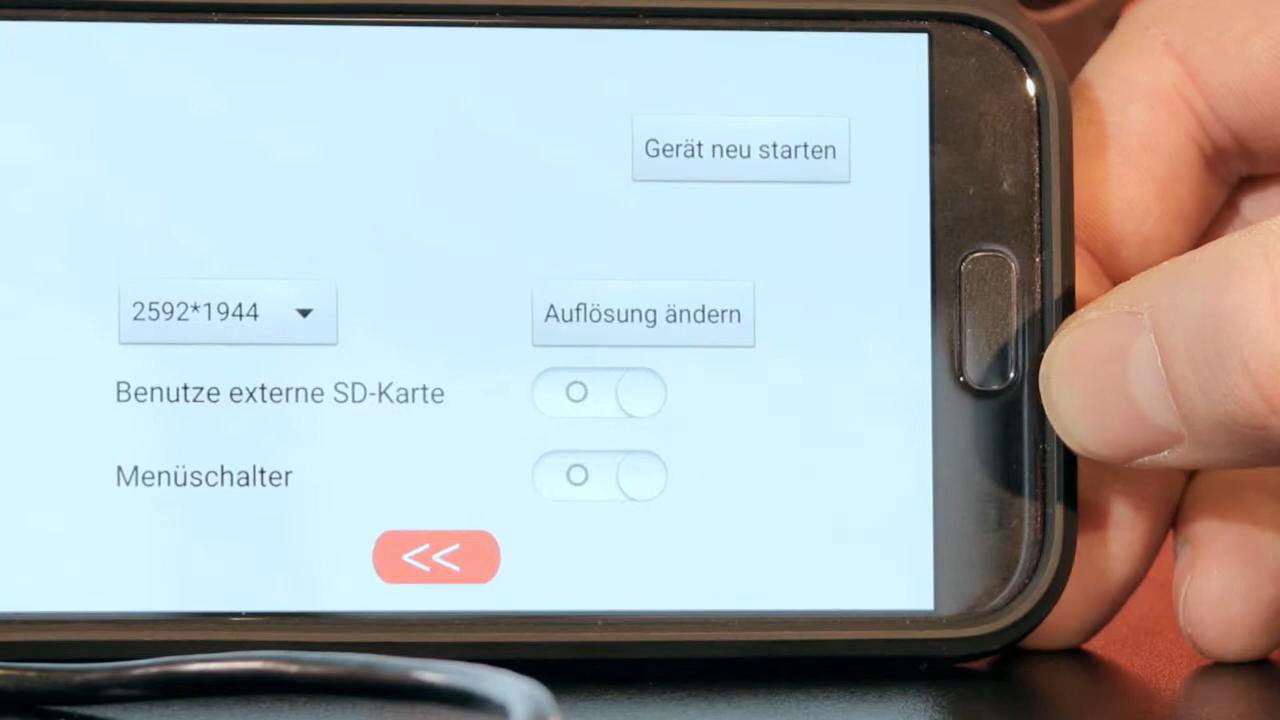 Gerät neu starten
2592*1944
Auflösung ändern
Benutze externe SD-Karte
Menüschalter
<<